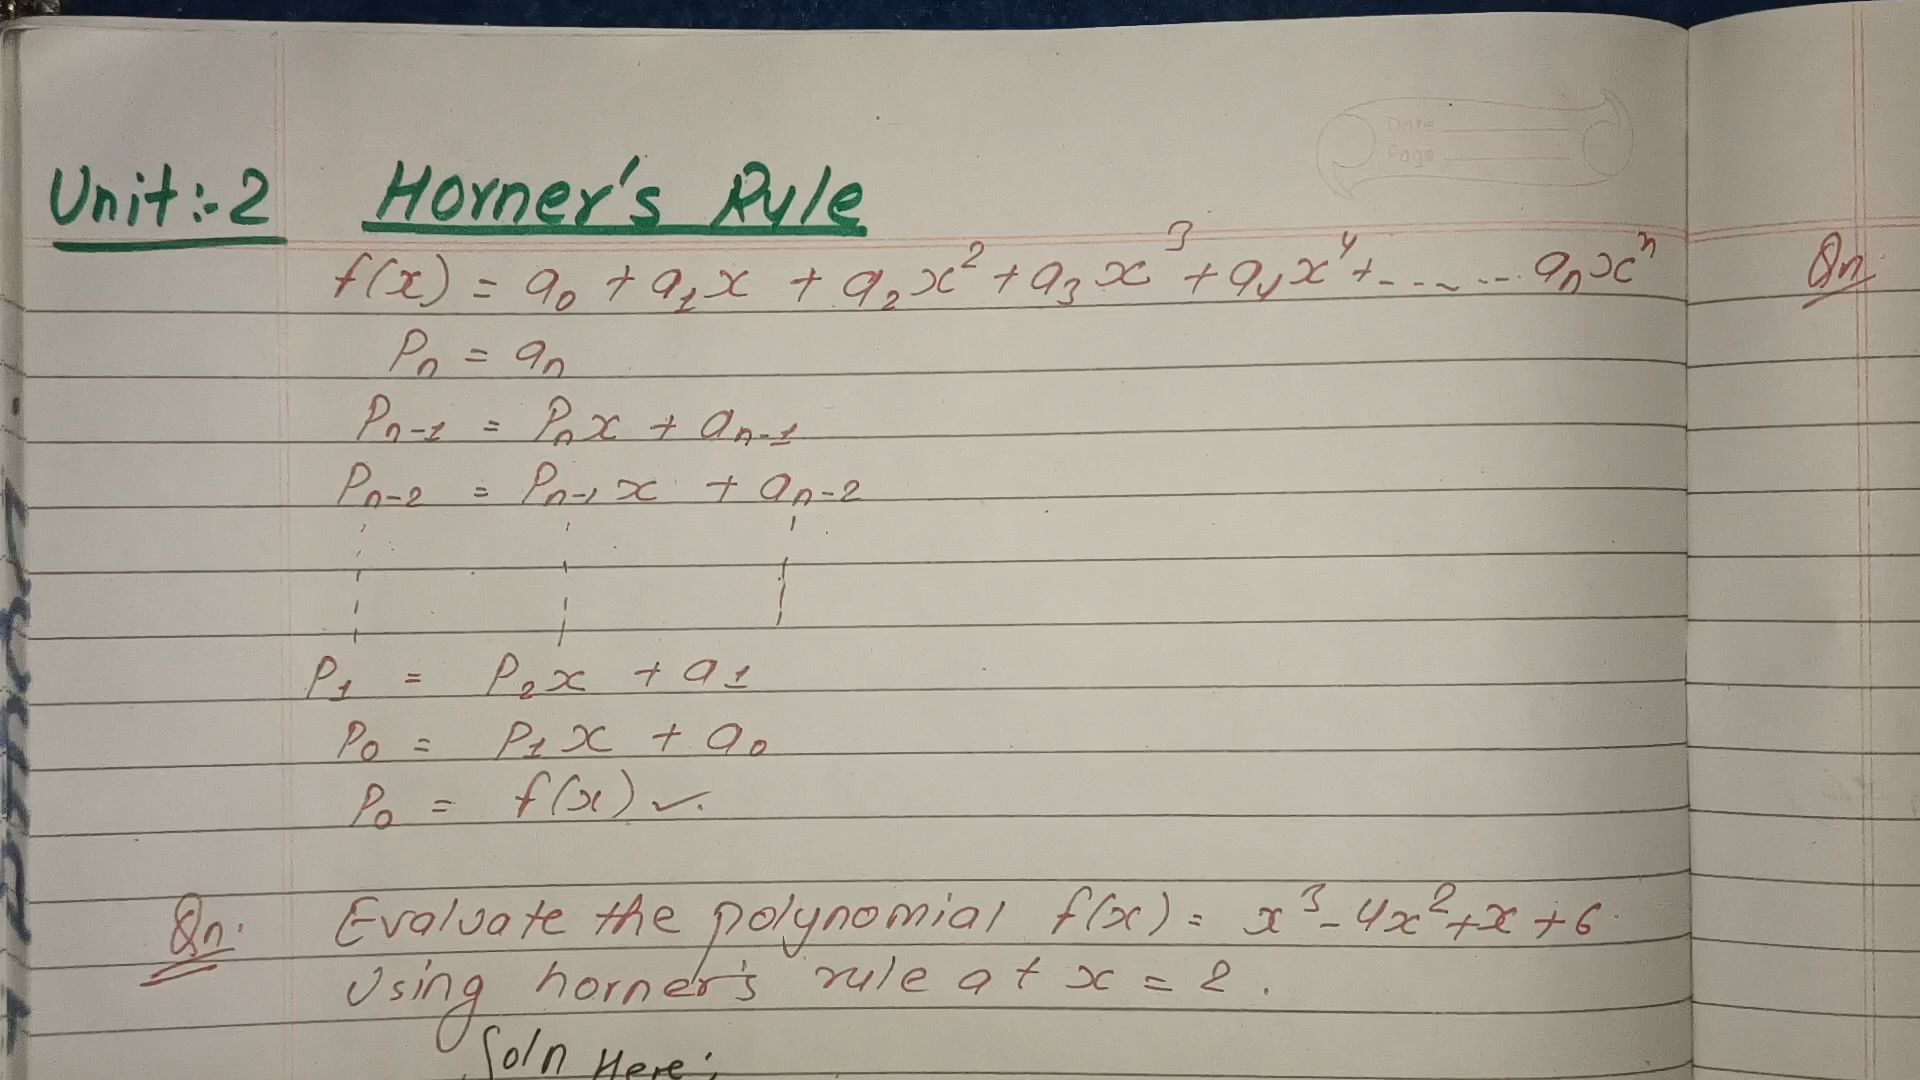 Unit:-2 Horner's Rule
Date
Page
f(x) = a₀ + a₁x + a₂x² + a₃x³ + a₄x⁴ + ........ aₙxⁿ
Pₙ = aₙ
Pₙ₋₁ = Pₙx + aₙ₋₁
Pₙ₋₂ = Pₙ₋₁x + aₙ₋₂
P₁ = P₂x + a₁
P₀ = P₁x + a₀
P₀ = f(x) ✓.
Qn. Evaluate the polynomial f(x) = x³ - 4x² + x + 6.
Using horner's rule at x = 2.
Soln Here;
Qn.